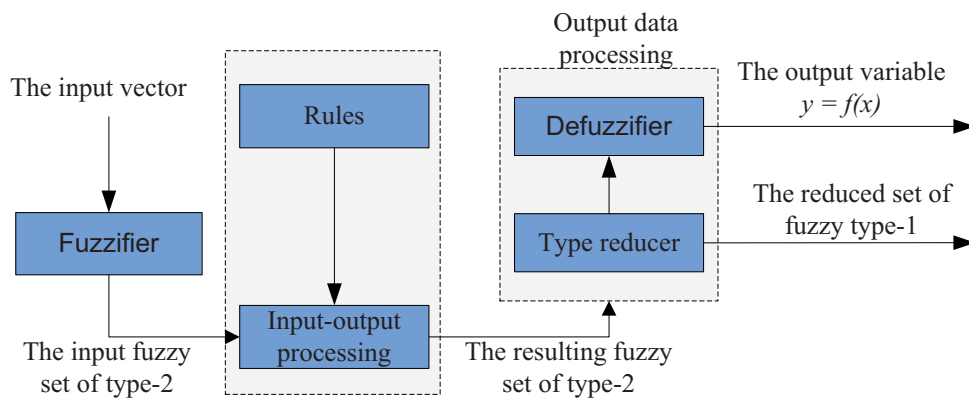 The input vector
Fuzzifier
The input fuzzy
set of type-2
Rules
Input-output
processing
The resulting fuzzy
set of type-2
Output data
processing
Defuzzifier
Type reducer
The output variable
y = f(x)
The reduced set of
fuzzy type-1